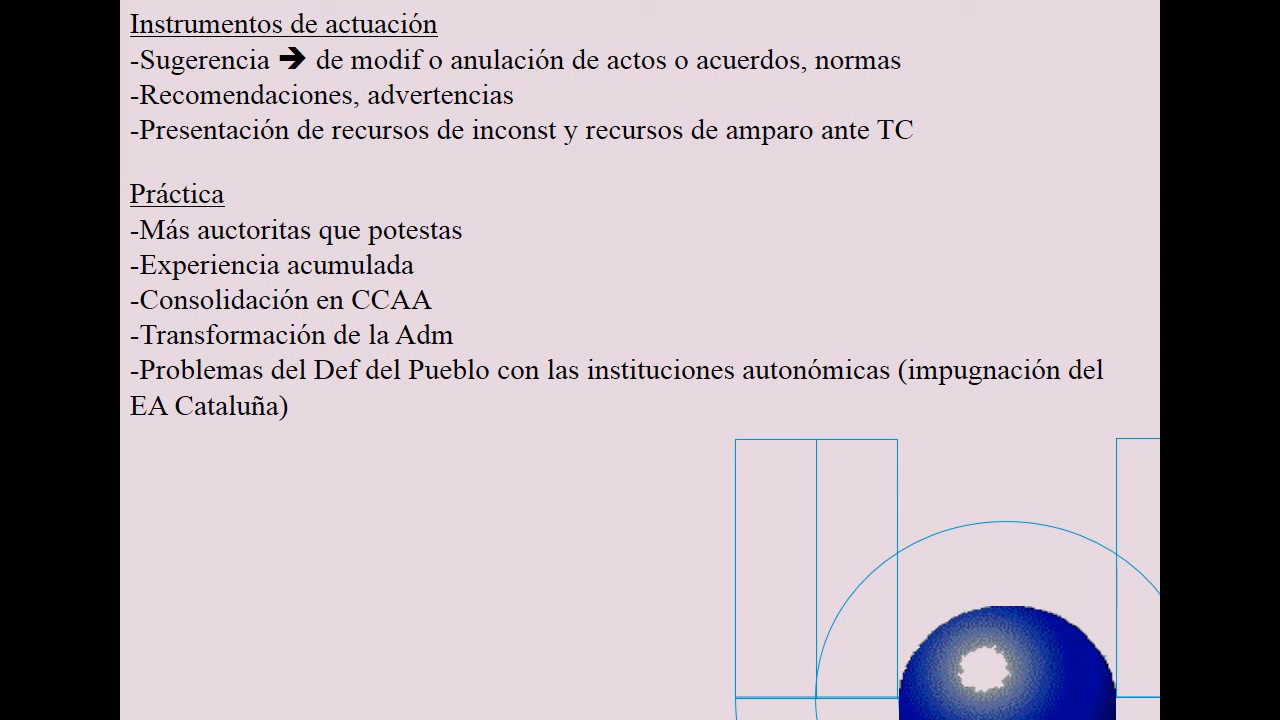 Instrumentos de actuación
-Sugerencia ➔ de modif o anulación de actos o acuerdos, normas
-Recomendaciones, advertencias
-Presentación de recursos de inconst y recursos de amparo ante TC
Práctica
-Más auctoritas que potestas
-Experiencia acumulada
-Consolidación en CCAA
-Transformación de la Adm
-Problemas del Def del Pueblo con las instituciones autonómicas (impugnación del
EA Cataluña)